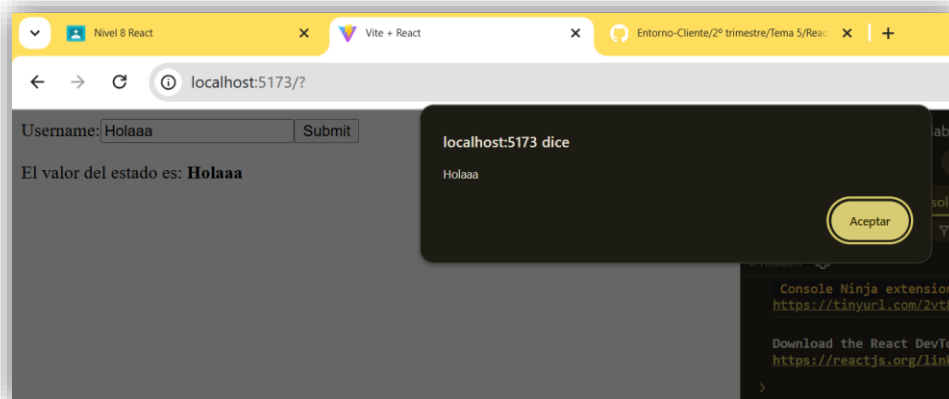 Nivel 8 React
Vite + React
Entorno-Cliente/2º trimestre/Tema 5/Reac
localhost:5173/?
Username: Holaaa Submit
El valor del estado es: Holaaa
localhost:5173 dice
Holaaa
Aceptar
Console Ninja extension
https://tinyurl.com/2vt
Download the React DevTo
https://reactjs.org/lin